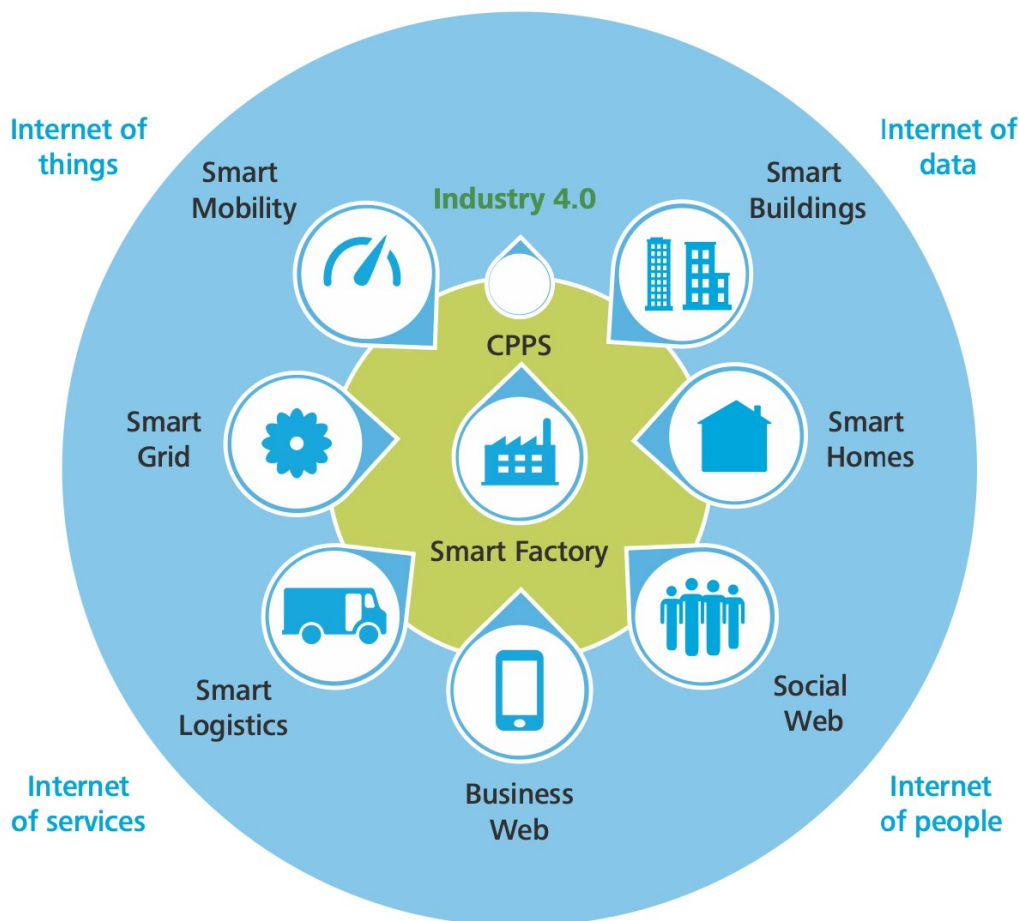 Internet of
things
Internet of
data
Smart
Mobility
Industry 4.0
Smart
Buildings
CPPS
Smart
Grid
Smart
Homes
Smart Factory
Smart
Logistics
Social
Web
Business
Web
Internet
of services
Internet
of people